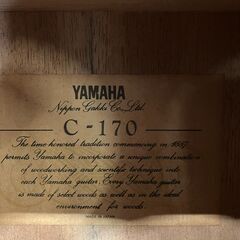 YAMAHA
Nippon Gakki Co., Ltd.
C-170
The time honored tradition commencing in 1887
permits Yamaha to incorporate a unique combination
of woodworking and scientific technique into
each Yamaha guitar. Every Yamaha guitar
is made of select woods as well as in the ideal
environment for woods.
MADE IN JAPAN